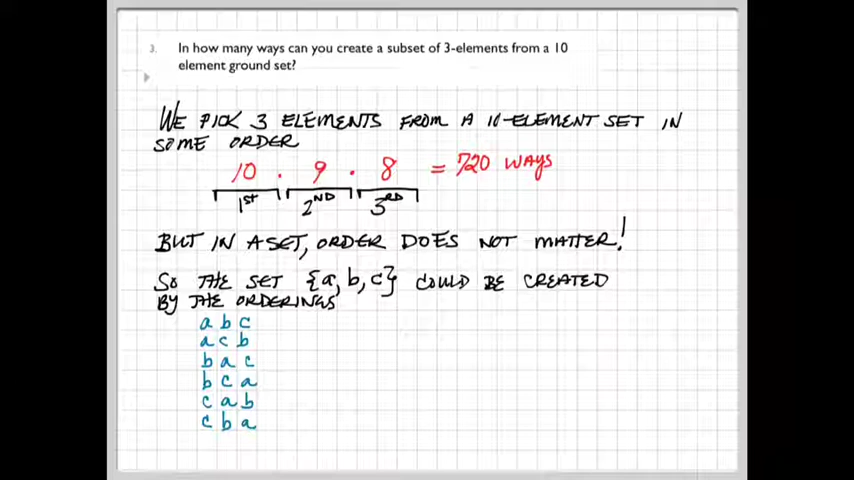 3. In how many ways can you create a subset of 3-elements from a 10
element ground set?
WE PICK 3 ELEMENTS FROM A 10-ELEMENT SET IN
SOME ORDER
10 . 9 . 8 = 720 WAYS
1ST 2ND 3RD
BUT IN A SET, ORDER DOES NOT MATTER!
SO THE SET {a, b, c} COULD BE CREATED
BY THE ORDERINGS
a b c
a c b
b a c
b c a
c a b
c b a